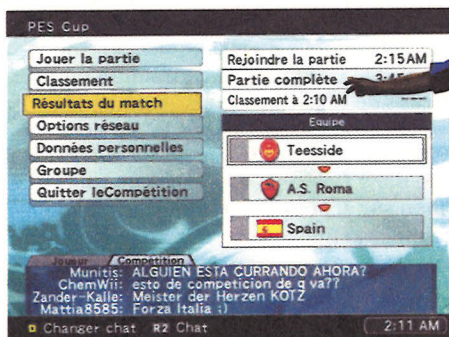 PES Cup
Jouer la partie
Classement
Résultats du match
Options réseau
Données personnelles
Groupe
Quitter leCompétition
Rejoindre la partie 2:15 AM
Partie complète
Classement à 2:10 AM
Equipe
Teesside
A.S. Roma
Spain
Joueur Compétition
Munitis: ALGUIEN ESTA CURRANDO AHORA?
ChemWii: esto de competicion de q va??
Zander-Kalle: Meister der Herzen KOTZ
Mattia8585: Forza Italia :)
Changer chat R2 Chat
2:11 AM